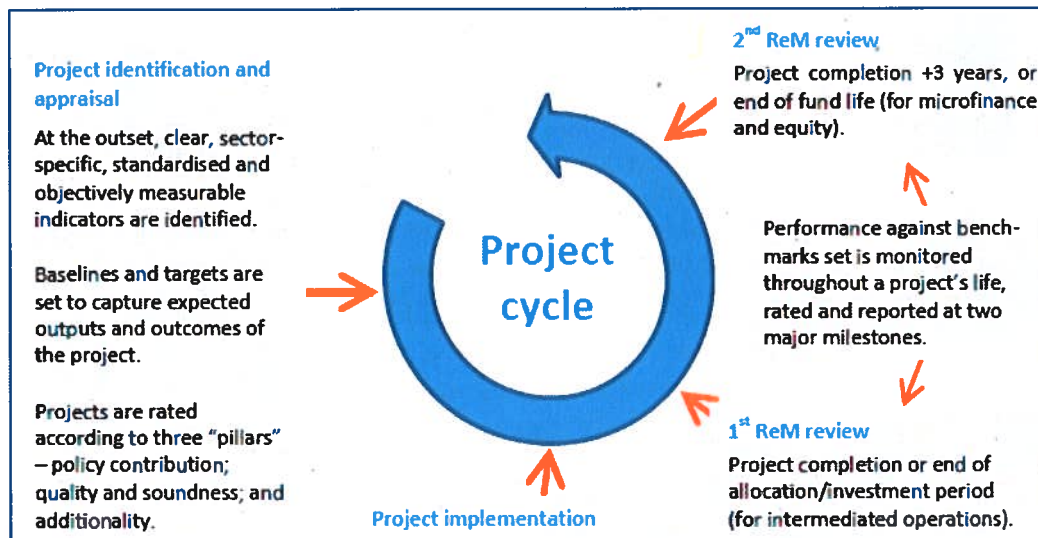 Project identification and
appraisal
At the outset, clear, sector-
specific, standardised and
objectively measurable
indicators are identified.
Baselines and targets are
set to capture expected
outputs and outcomes of
the project.
Projects are rated
according to three “pillars”
– policy contribution;
quality and soundness; and
additionality.
Project
cycle
Project implementation
2nd ReM review
Project completion +3 years, or
end of fund life (for microfinance
and equity).
Performance against bench-
marks set is monitored
throughout a project’s life,
rated and reported at two
major milestones.
1st ReM review
Project completion or end of
allocation/investment period
(for intermediated operations).